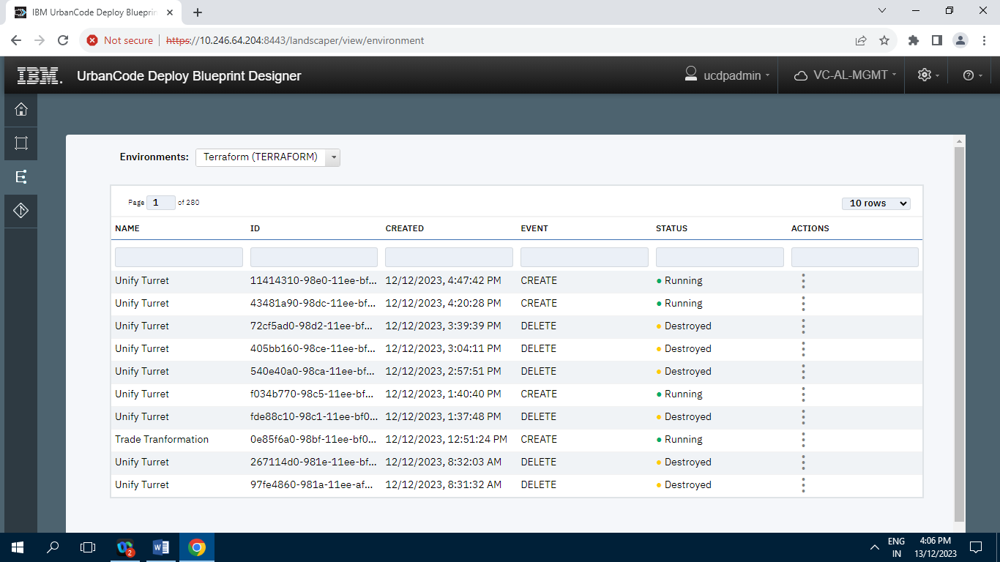 IBM UrbanCode Deploy Blueprin
Not secure https://10.246.64.204:8443/landscaper/view/environment
IBM. UrbanCode Deploy Blueprint Designer ucdpadmin VC-AL-MGMT
Environments: Terraform (TERRAFORM)
Page 1 of 280 10 rows
NAME ID CREATED EVENT STATUS ACTIONS
Unify Turret 11414310-98e0-11ee-bf... 12/12/2023, 4:47:42 PM CREATE Running
Unify Turret 43481a90-98dc-11ee-bf... 12/12/2023, 4:20:28 PM CREATE Running
Unify Turret 72cf5ad0-98d2-11ee-bf... 12/12/2023, 3:39:39 PM DELETE Destroyed
Unify Turret 405bb160-98ce-11ee-bf... 12/12/2023, 3:04:11 PM DELETE Destroyed
Unify Turret 540e40a0-98ca-11ee-bf... 12/12/2023, 2:57:51 PM DELETE Destroyed
Unify Turret f034b770-98c5-11ee-bf... 12/12/2023, 1:40:40 PM CREATE Running
Unify Turret fde88c10-98c1-11ee-bf0... 12/12/2023, 1:37:48 PM DELETE Destroyed
Trade Tranformation 0e85f6a0-98bf-11ee-bf0... 12/12/2023, 12:51:24 PM CREATE Running
Unify Turret 267114d0-981e-11ee-bf... 12/12/2023, 8:32:03 AM DELETE Destroyed
Unify Turret 97fe4860-981a-11ee-af... 12/12/2023, 8:31:32 AM DELETE Destroyed
2 ENG 4:06 PM
IN 13/12/2023